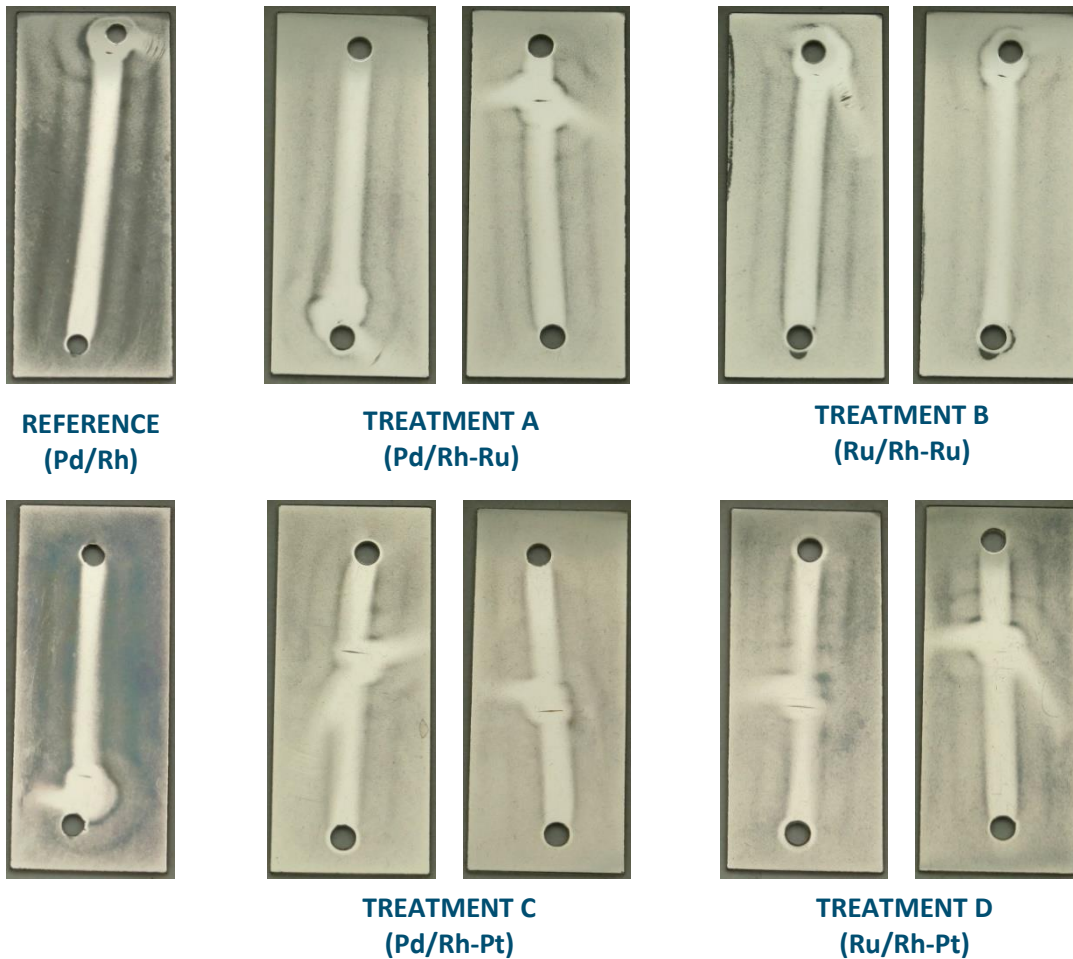 REFERENCE
(Pd/Rh)
TREATMENT A
(Pd/Rh-Ru)
TREATMENT B
(Ru/Rh-Ru)
TREATMENT C
(Pd/Rh-Pt)
TREATMENT D
(Ru/Rh-Pt)